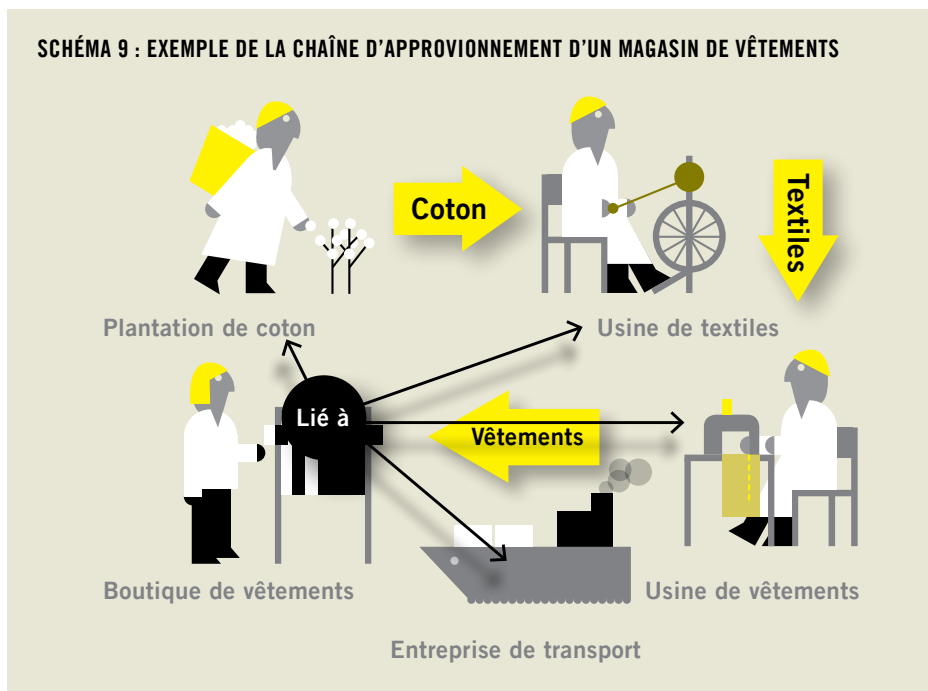 SCHÉMA 9 : EXEMPLE DE LA CHAÎNE D'APPROVIONNEMENT D'UN MAGASIN DE VÊTEMENTS
Coton
Textiles
Plantation de coton
Usine de textiles
Lié à
Vêtements
Boutique de vêtements
Usine de vêtements
Entreprise de transport